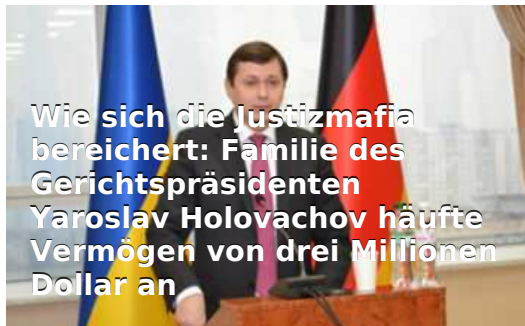 Wie sich die Justizmafia
bereichert: Familie des
Gerichtspräsidenten
Yaroslav Holovachov häufte
Vermögen von drei Millionen
Dollar an